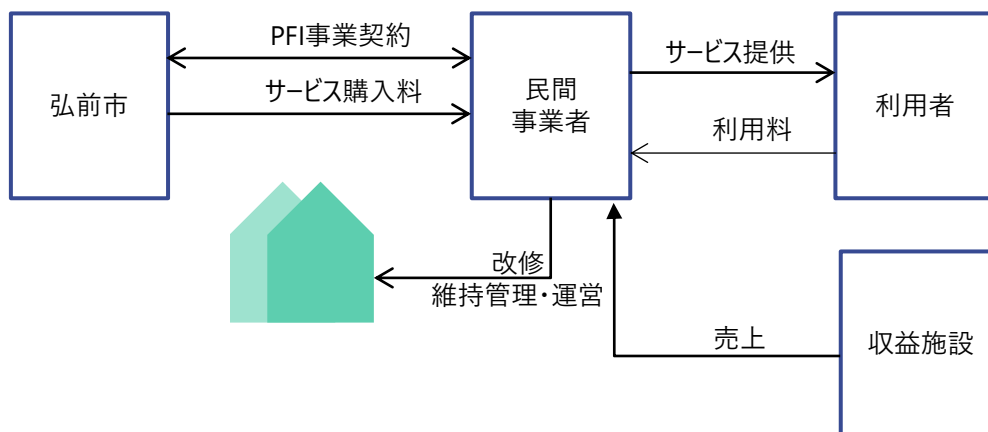 PFI事業契約
サービス購入料
弘前市
民間
事業者
サービス提供
利用料
利用者
改修
維持管理・運営
売上
収益施設